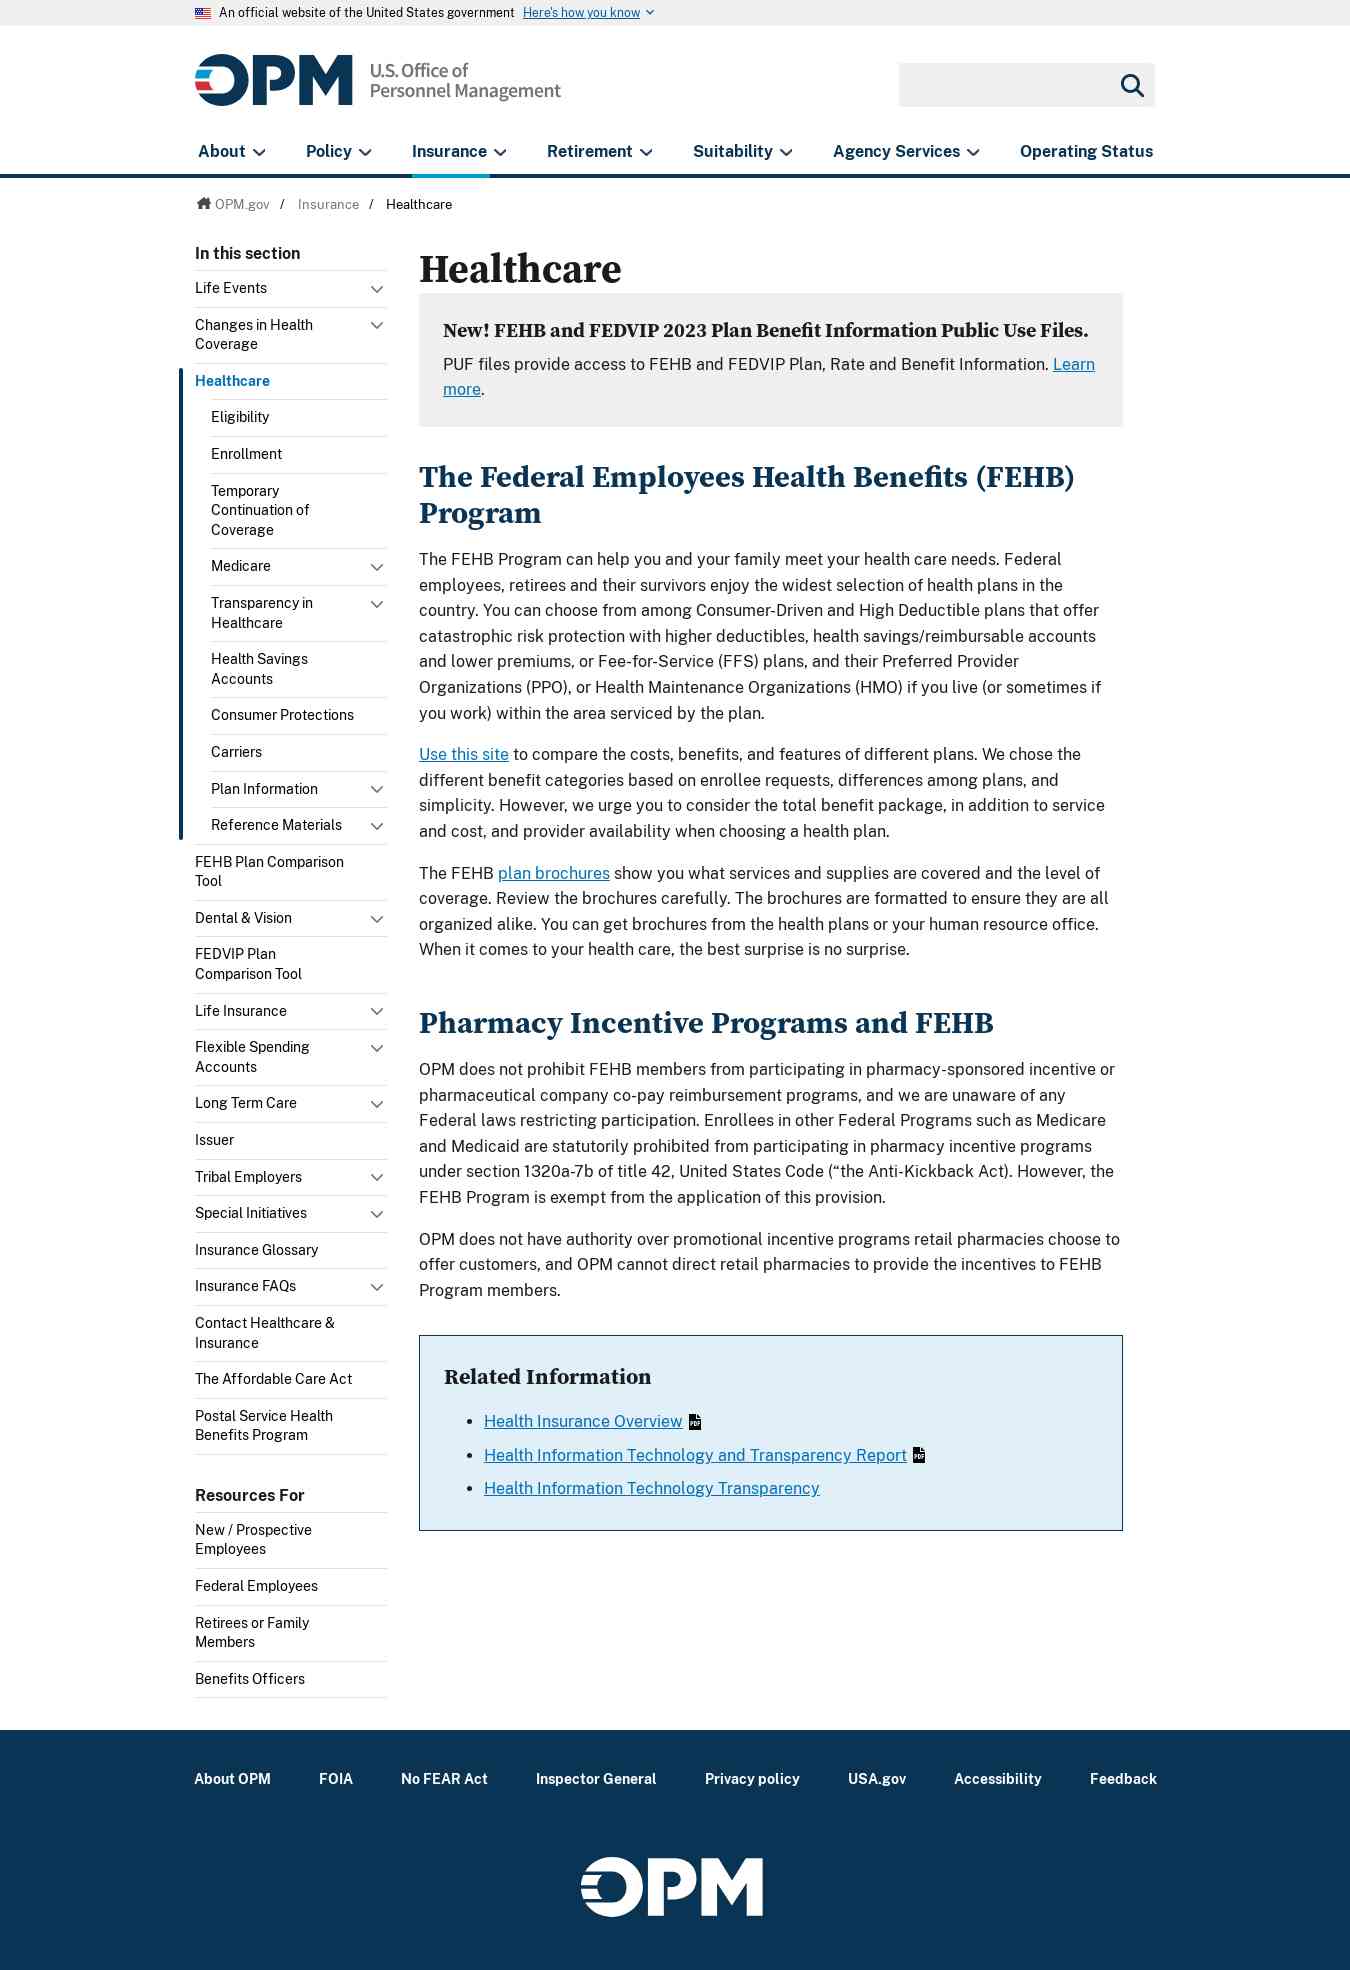 An official website of the United States government Here's how you know
OPM U.S. Office of
Personnel Management
About Policy Insurance Retirement Suitability Agency Services Operating Status
OPM.gov / Insurance / Healthcare
In this section
Life Events
Changes in Health
Coverage
Healthcare
Eligibility
Enrollment
Temporary
Continuation of
Coverage
Medicare
Transparency in
Healthcare
Health Savings
Accounts
Consumer Protections
Carriers
Plan Information
Reference Materials
FEHB Plan Comparison
Tool
Dental & Vision
FEDVIP Plan
Comparison Tool
Life Insurance
Flexible Spending
Accounts
Long Term Care
Issuer
Tribal Employers
Special Initiatives
Insurance Glossary
Insurance FAQs
Contact Healthcare &
Insurance
The Affordable Care Act
Postal Service Health
Benefits Program
Resources For
New / Prospective
Employees
Federal Employees
Retirees or Family
Members
Benefits Officers
Healthcare
New! FEHB and FEDVIP 2023 Plan Benefit Information Public Use Files.
PUF files provide access to FEHB and FEDVIP Plan, Rate and Benefit Information. Learn
more.
The Federal Employees Health Benefits (FEHB)
Program
The FEHB Program can help you and your family meet your health care needs. Federal
employees, retirees and their survivors enjoy the widest selection of health plans in the
country. You can choose from among Consumer-Driven and High Deductible plans that offer
catastrophic risk protection with higher deductibles, health savings/reimbursable accounts
and lower premiums, or Fee-for-Service (FFS) plans, and their Preferred Provider
Organizations (PPO), or Health Maintenance Organizations (HMO) if you live (or sometimes if
you work) within the area serviced by the plan.
Use this site to compare the costs, benefits, and features of different plans. We chose the
different benefit categories based on enrollee requests, differences among plans, and
simplicity. However, we urge you to consider the total benefit package, in addition to service
and cost, and provider availability when choosing a health plan.
The FEHB plan brochures show you what services and supplies are covered and the level of
coverage. Review the brochures carefully. The brochures are formatted to ensure they are all
organized alike. You can get brochures from the health plans or your human resource office.
When it comes to your health care, the best surprise is no surprise.
Pharmacy Incentive Programs and FEHB
OPM does not prohibit FEHB members from participating in pharmacy-sponsored incentive or
pharmaceutical company co-pay reimbursement programs, and we are unaware of any
Federal laws restricting participation. Enrollees in other Federal Programs such as Medicare
and Medicaid are statutorily prohibited from participating in pharmacy incentive programs
under section 1320a-7b of title 42, United States Code (“the Anti-Kickback Act). However, the
FEHB Program is exempt from the application of this provision.
OPM does not have authority over promotional incentive programs retail pharmacies choose to
offer customers, and OPM cannot direct retail pharmacies to provide the incentives to FEHB
Program members.
Related Information
Health Insurance Overview PDF
Health Information Technology and Transparency Report PDF
Health Information Technology Transparency
About OPM FOIA No FEAR Act Inspector General Privacy policy USA.gov Accessibility Feedback
OPM